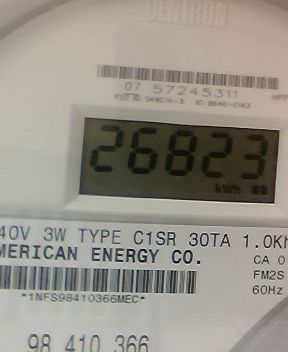 CENTRON®
07 57245311
26823
kWh
40V 3W TYPE C1SR 30TA 1.0Kh
MERICAN ENERGY CO.
CA 0
FM2S
60Hz
*1NFS98410366MEC*
98 410 366